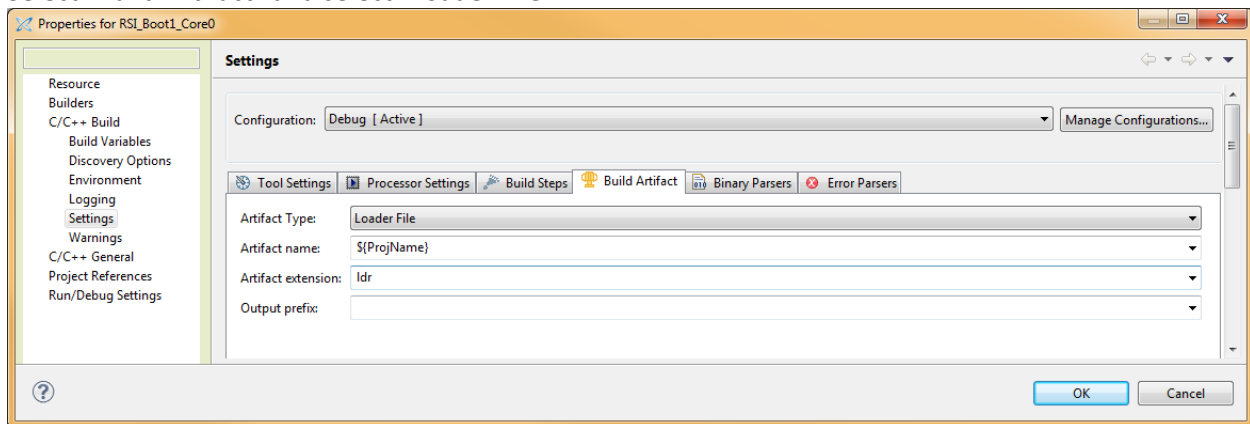 Properties for RSI_Boot1_Core0
Settings
Resource
Builders
C/C++ Build
Build Variables
Discovery Options
Environment
Logging
Settings
Warnings
C/C++ General
Project References
Run/Debug Settings
Configuration: Debug [ Active ] Manage Configurations...
Tool Settings Processor Settings Build Steps Build Artifact Binary Parsers Error Parsers
Artifact Type: Loader File
Artifact name: ${ProjName}
Artifact extension: ldr
Output prefix:
OK Cancel